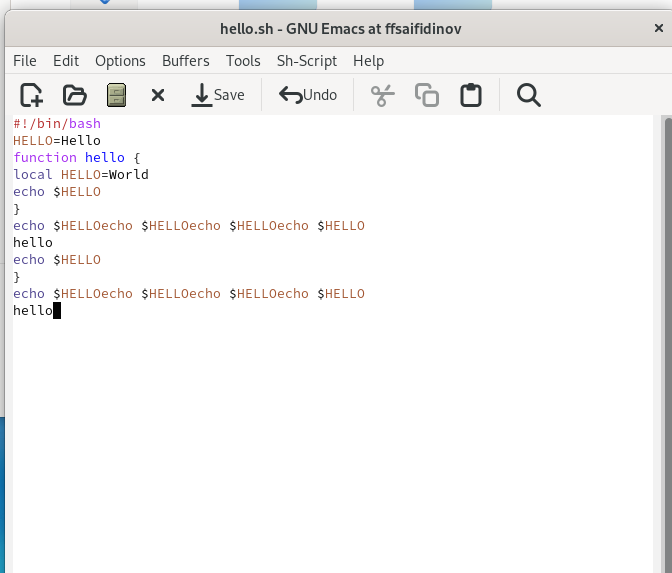 hello.sh - GNU Emacs at ffsaifidinov
File Edit Options Buffers Tools Sh-Script Help
Save Undo
#!/bin/bash
HELLO=Hello
function hello {
local HELLO=World
echo $HELLO
}
echo $HELLOecho $HELLOecho $HELLOecho $HELLO
hello
echo $HELLO
}
echo $HELLOecho $HELLOecho $HELLOecho $HELLO
hello